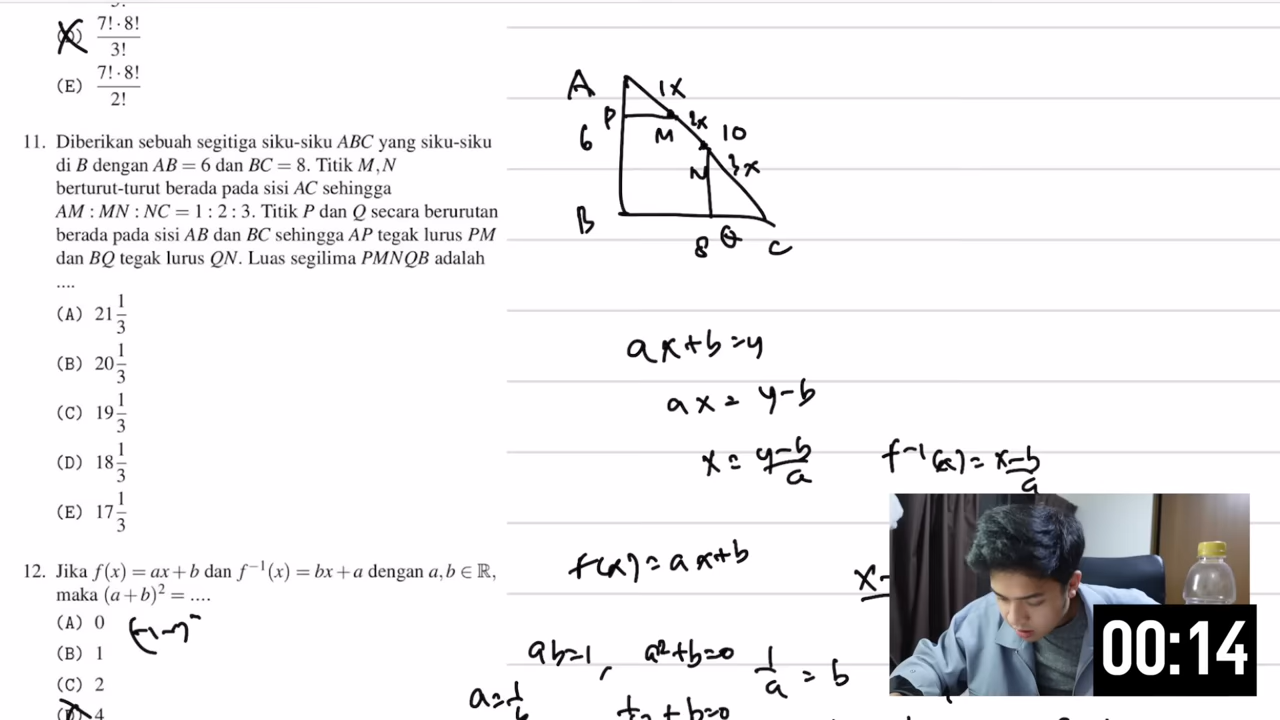 7! · 8!
3!
(E) 7! · 8!
2!
11. Diberikan sebuah segitiga siku-siku ABC yang siku-siku
di B dengan AB = 6 dan BC = 8. Titik M, N
berturut-turut berada pada sisi AC sehingga
AM : MN : NC = 1 : 2 : 3. Titik P dan Q secara berurutan
berada pada sisi AB dan BC sehingga AP tegak lurus PM
dan BQ tegak lurus QN. Luas segilima PMNQB adalah
....
(A) 21 1/3
(B) 20 1/3
(C) 19 1/3
(D) 18 1/3
(E) 17 1/3
12. Jika f(x) = ax + b dan f⁻¹(x) = bx + a dengan a, b ∈ ℝ,
maka (a + b)² = ....
(A) 0
(B) 1
(C) 2
4
A
1x
P
M
2x
10
6
N
3x
B
8
Q
C
ax+b=y
ax = y-b
x = y-b/a
f⁻¹(x) = x-b/a
f(x) = ax+b
ab=1, a²+b=0 1/a = b
00:14